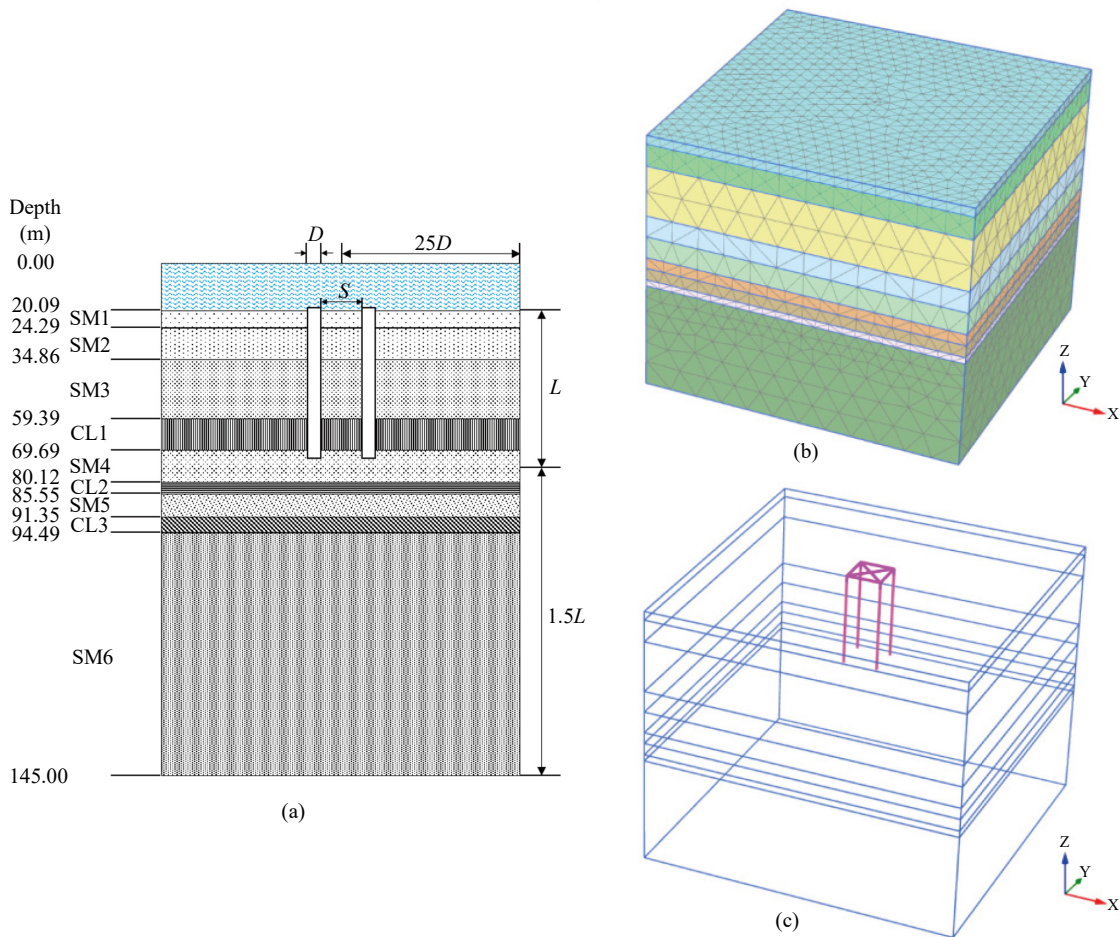 Depth
(m)
0.00
20.09
24.29
34.86
59.39
69.69
80.12
85.55
91.35
94.49
145.00
SM1
SM2
SM3
CL1
SM4
CL2
SM5
CL3
SM6
D
25D
S
L
1.5L
(a)
Z
Y
X
(b)
Z
Y
X
(c)